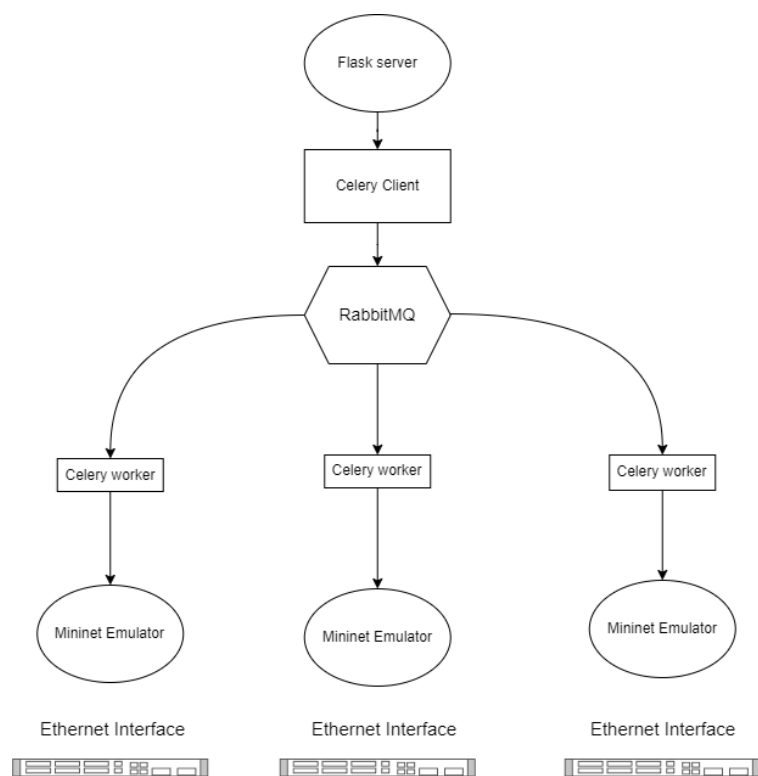 Flask server
Celery Client
RabbitMQ
Celery worker
Celery worker
Celery worker
Mininet Emulator
Mininet Emulator
Mininet Emulator
Ethernet Interface
Ethernet Interface
Ethernet Interface